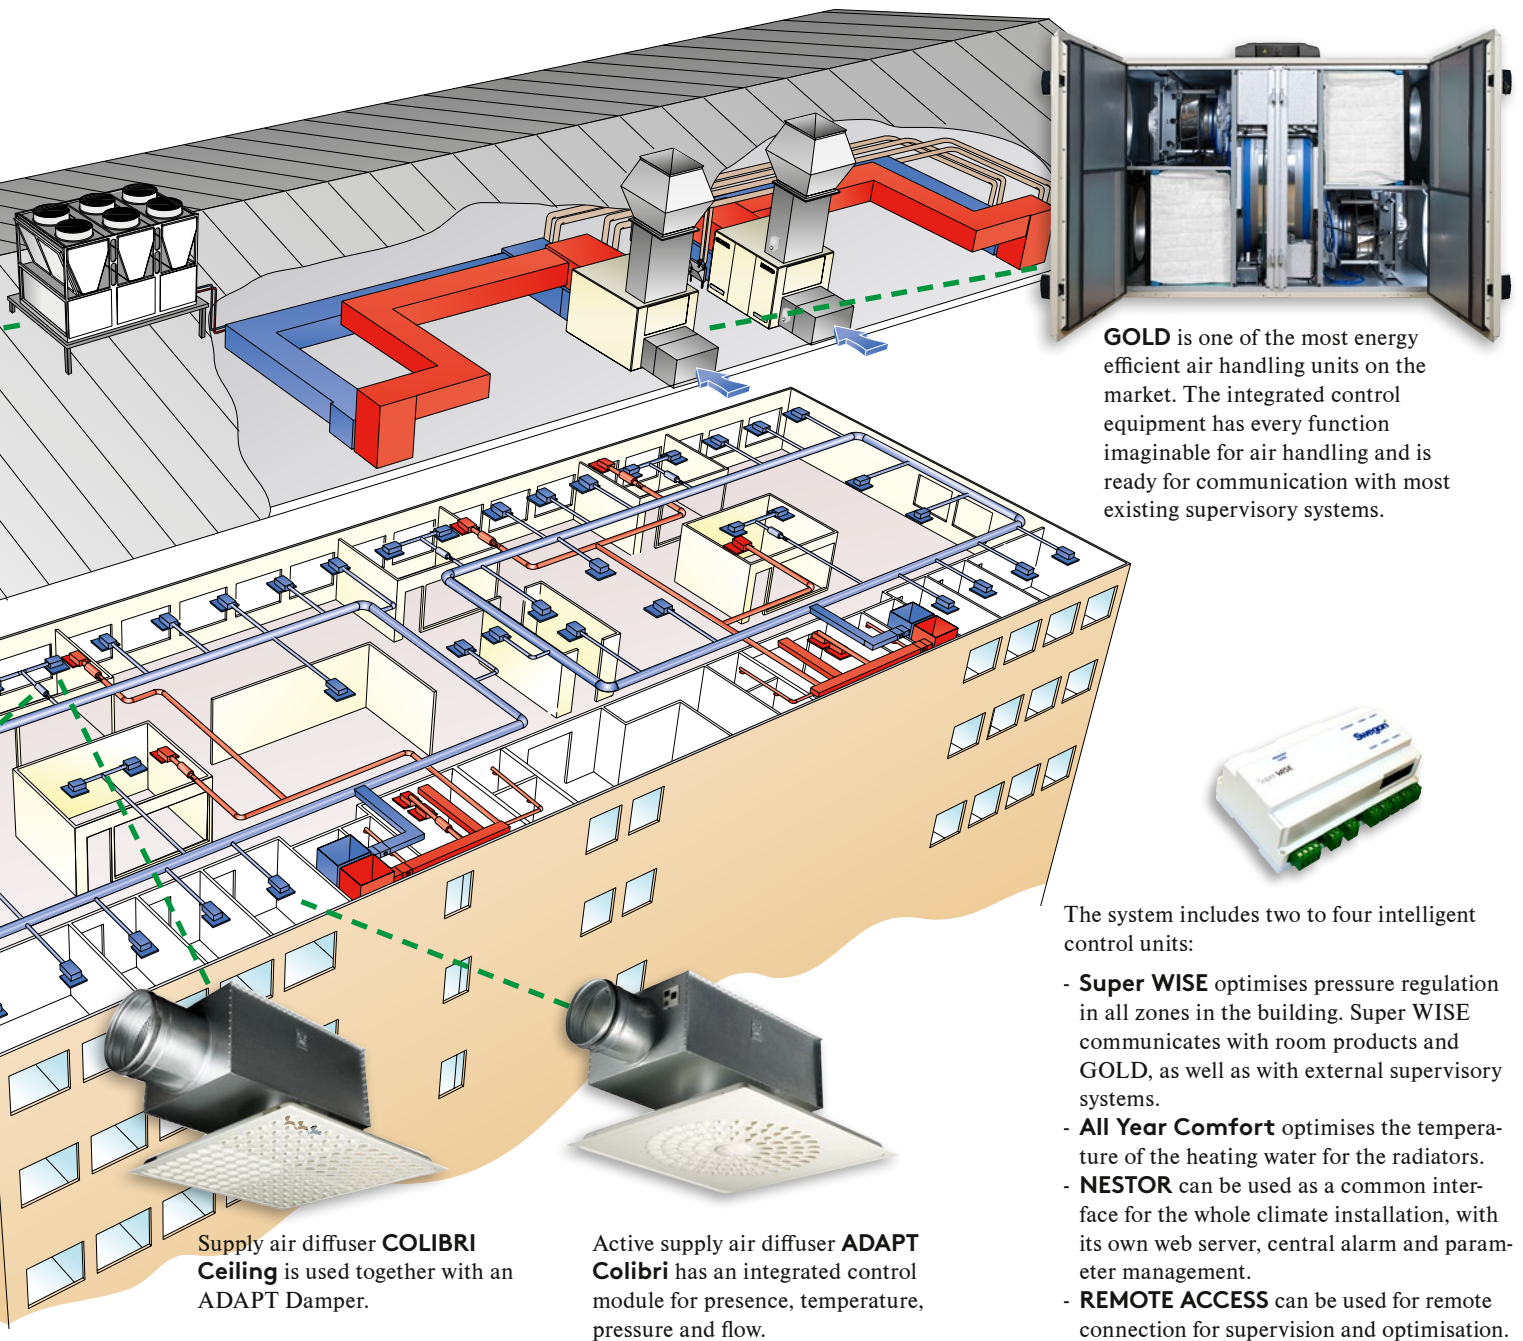 GOLD is one of the most energy
efficient air handling units on the
market. The integrated control
equipment has every function
imaginable for air handling and is
ready for communication with most
existing supervisory systems.
Swegon
Super WISE
The system includes two to four intelligent
control units:
- Super WISE optimises pressure regulation
in all zones in the building. Super WISE
communicates with room products and
GOLD, as well as with external supervisory
systems.
- All Year Comfort optimises the tempera-
ture of the heating water for the radiators.
- NESTOR can be used as a common inter-
face for the whole climate installation, with
its own web server, central alarm and param-
eter management.
- REMOTE ACCESS can be used for remote
connection for supervision and optimisation.
Supply air diffuser COLIBRI
Ceiling is used together with an
ADAPT Damper.
Active supply air diffuser ADAPT
Colibri has an integrated control
module for presence, temperature,
pressure and flow.